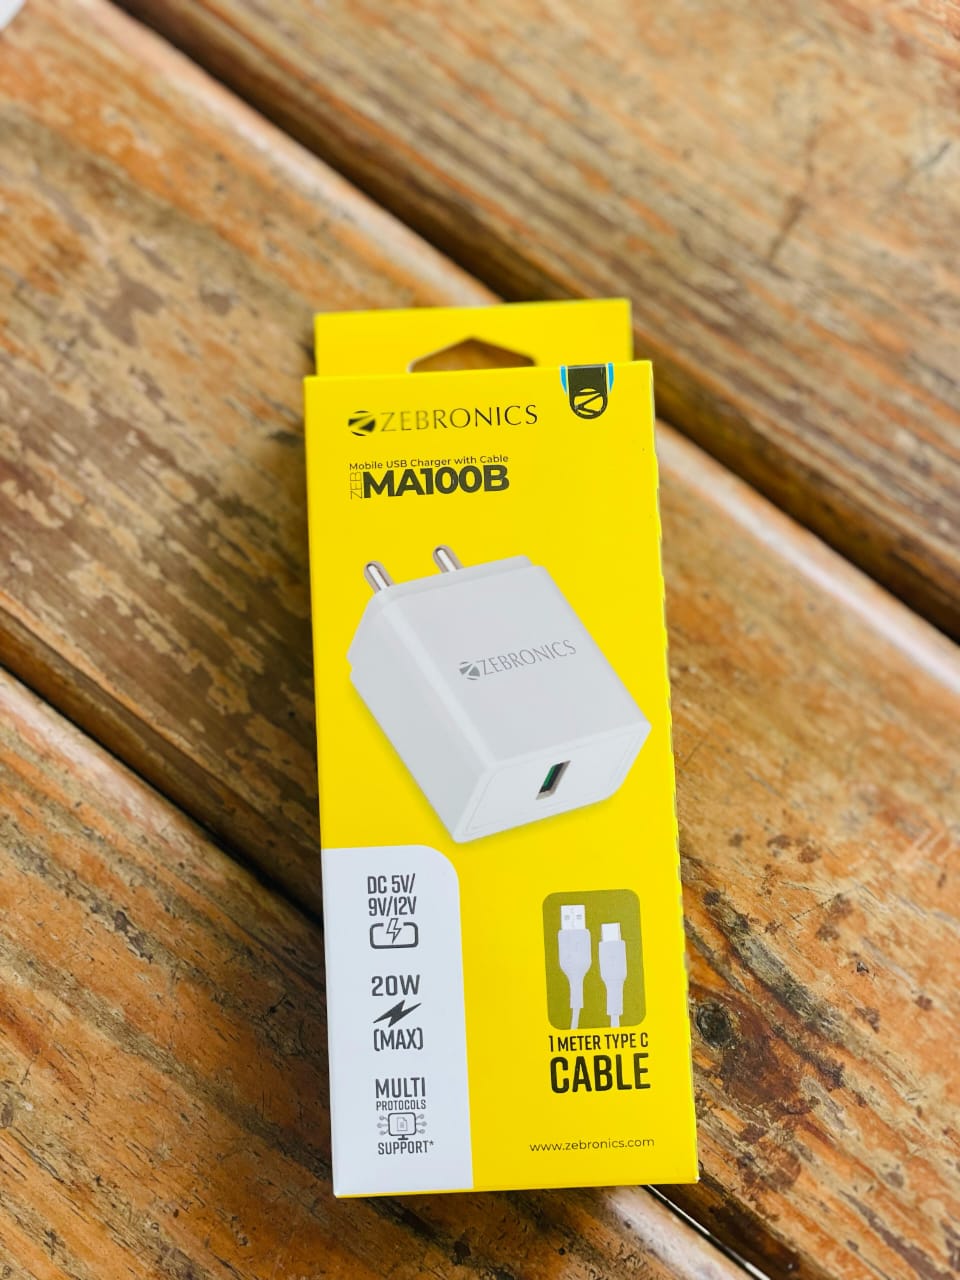 ZEBRONICS
Mobile USB Charger with Cable
ZEB MA100B
ZEBRONICS
DC 5V/
9V/12V
20W
(MAX)
MULTI
PROTOCOLS
SUPPORT*
1 METER TYPE C
CABLE
www.zebronics.com